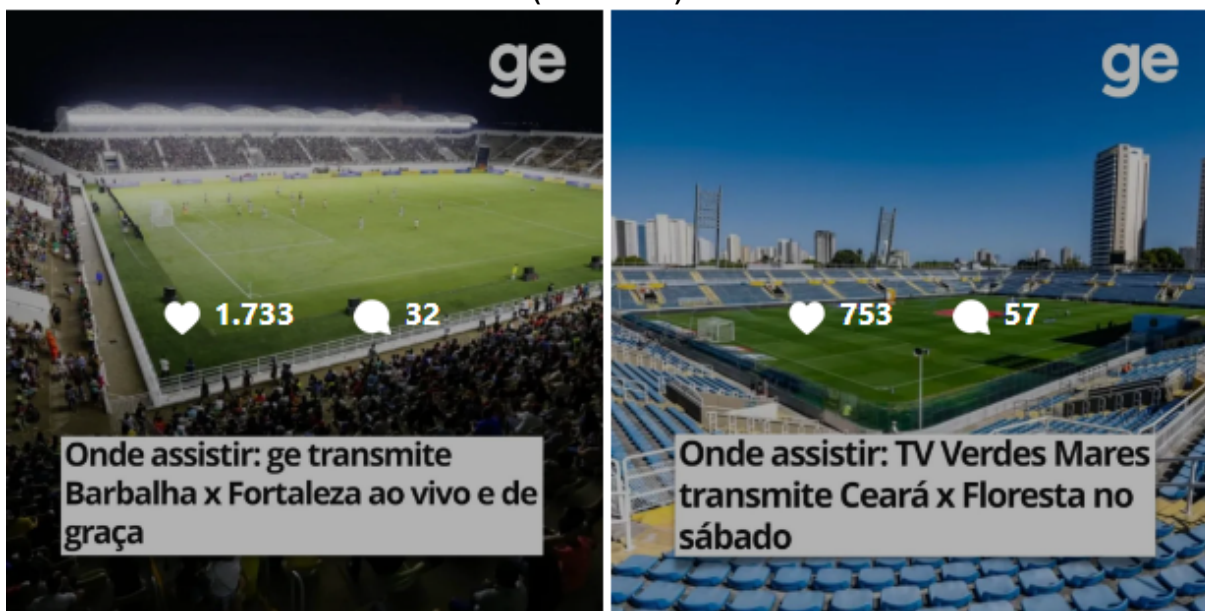 ge
1.733 32
Onde assistir: ge transmite
Barbalha x Fortaleza ao vivo e de
graça
ge
753 57
Onde assistir: TV Verdes Mares
transmite Ceará x Floresta no
sábado